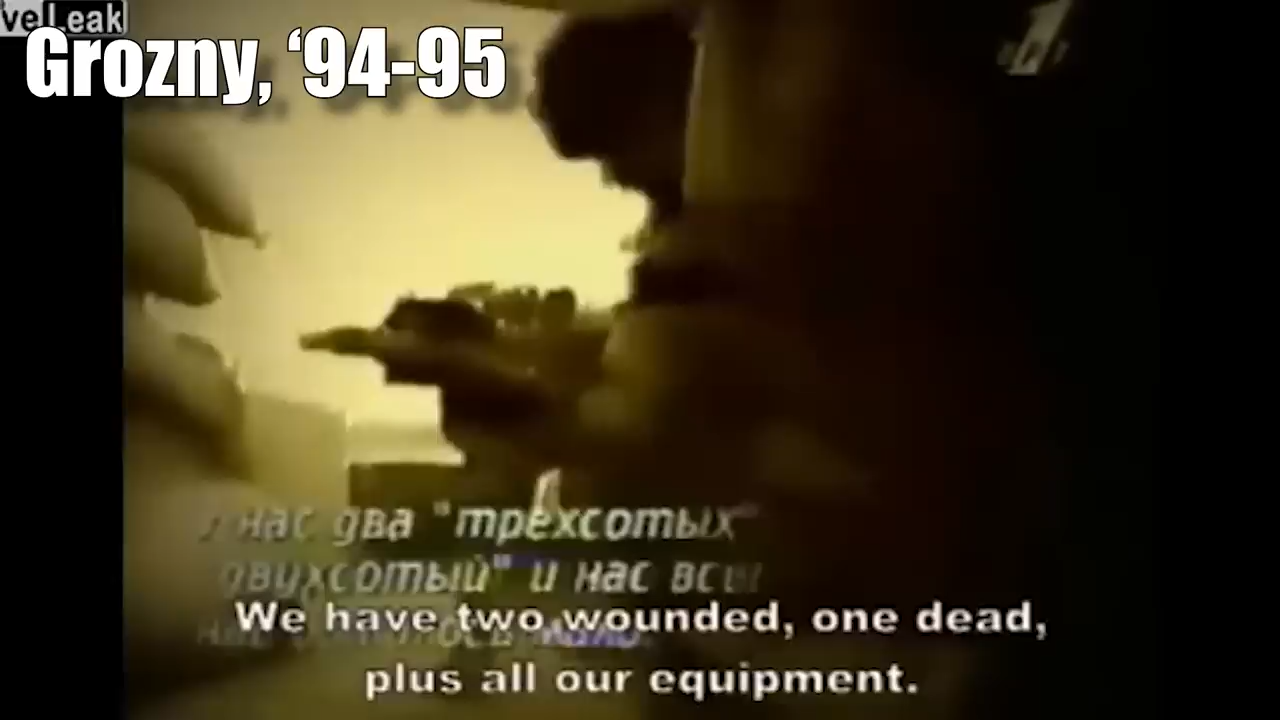 veLeak
Grozny, ‘94-95
1
нас два "трехсотых"
двухсотый" и нас
We have two wounded, one dead,
plus all our equipment.